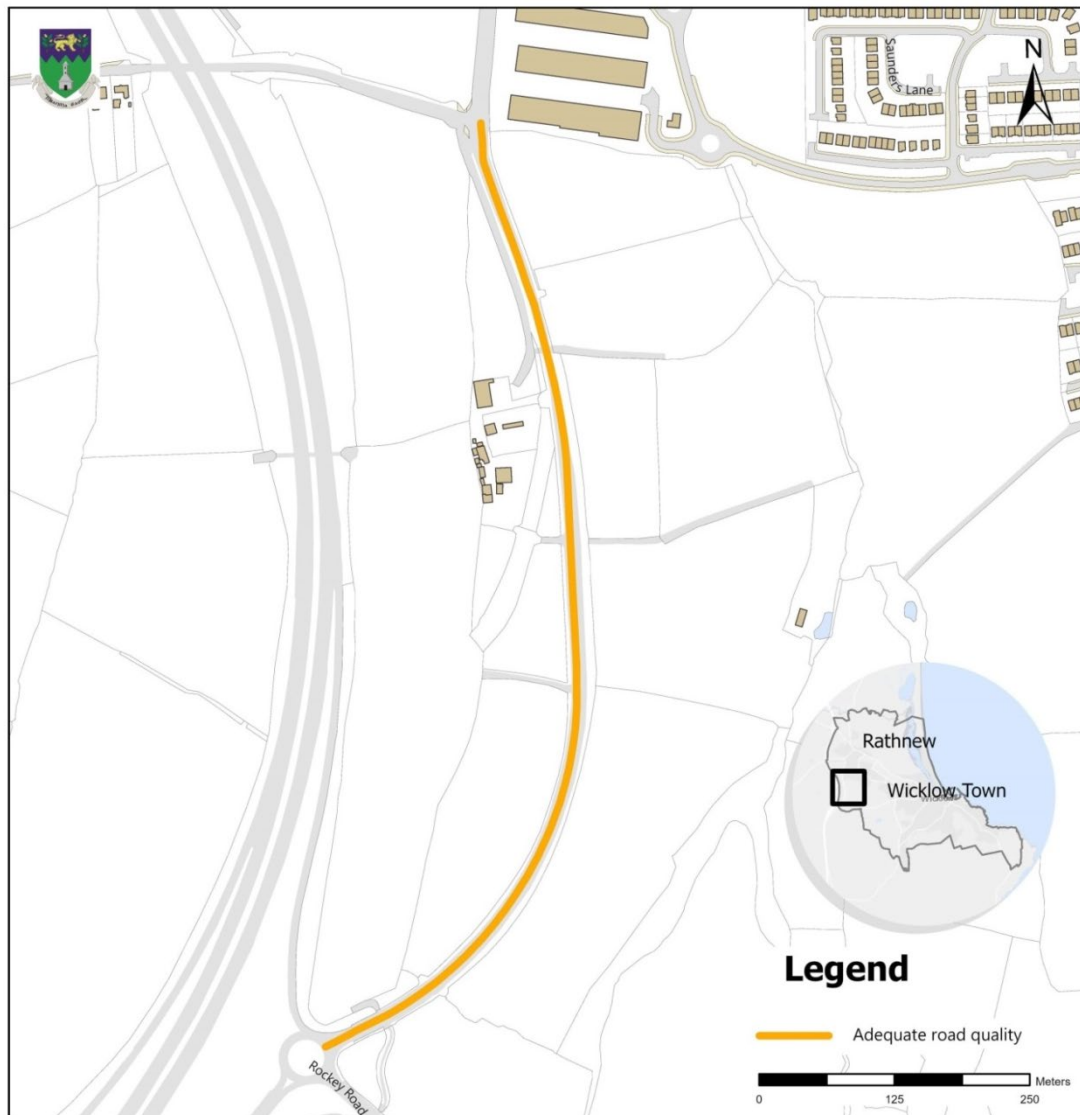 Saunders Lane
N
Rathnew
Wicklow Town
Legend
Adequate road quality
Meters
0 125 250
Rockey Road